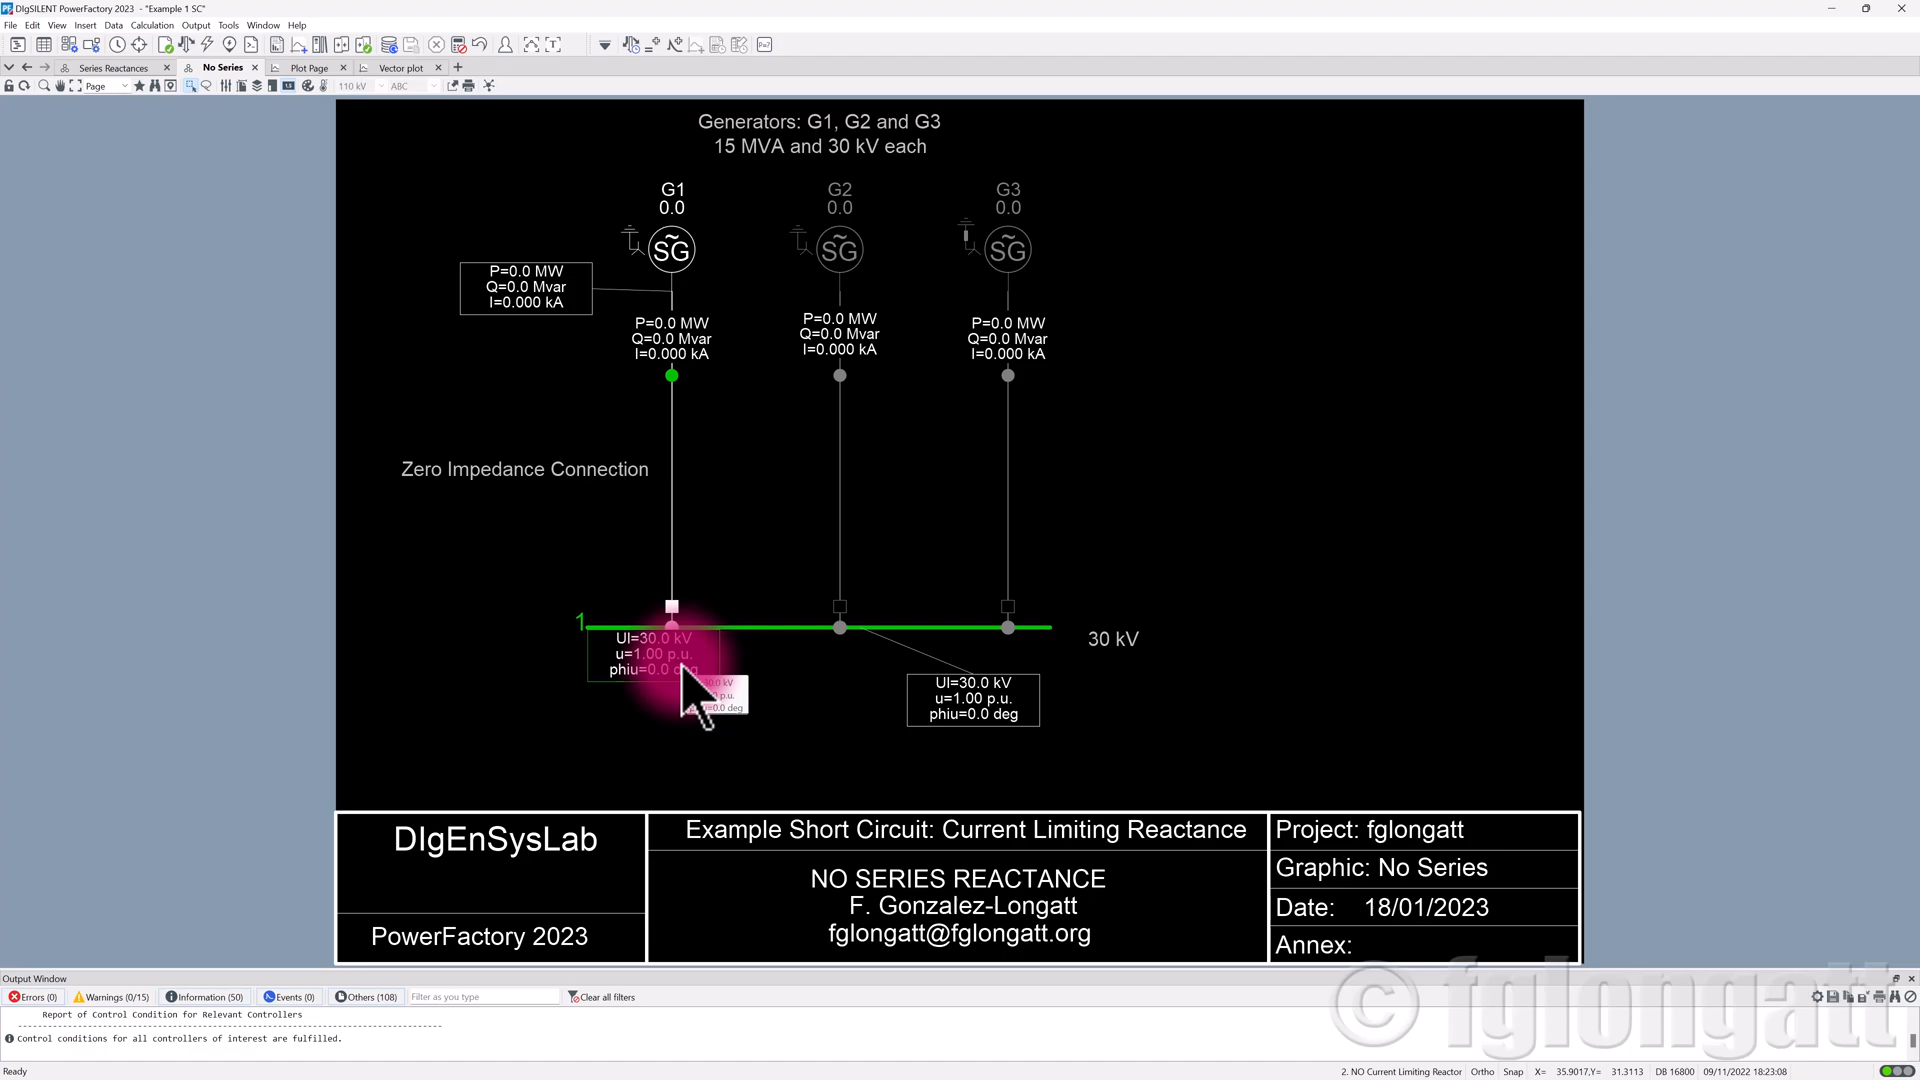 DIgSILENT PowerFactory 2023 - "Example 1 SC"
File Edit View Insert Data Calculation Output Tools Window Help
Series Reactances No Series Plot Page Vector plot
Page 110 kV ABC
Generators: G1, G2 and G3
15 MVA and 30 kV each
G1 G2 G3
0.0 0.0 0.0
SG SG SG
P=0.0 MW
Q=0.0 Mvar
I=0.000 kA
P=0.0 MW
Q=0.0 Mvar
I=0.000 kA
P=0.0 MW
Q=0.0 Mvar
I=0.000 kA
P=0.0 MW
Q=0.0 Mvar
I=0.000 kA
Zero Impedance Connection
1
Ul=30.0 kV
u=1.00 p.u.
phiu=0.0 deg
30 kV
Ul=30.0 kV
u=1.00 p.u.
phiu=0.0 deg
DIgEnSysLab
PowerFactory 2023
Example Short Circuit: Current Limiting Reactance
NO SERIES REACTANCE
F. Gonzalez-Longatt
fglongatt@fglongatt.org
Project: fglongatt
Graphic: No Series
Date: 18/01/2023
Annex:
Output Window
Errors (0) Warnings (0/15) Information (50) Events (0) Others (108) Filter as you type Clear all filters
Report of Control Condition for Relevant Controllers
Control conditions for all controllers of interest are fulfilled.
© fglongatt
Ready 2. NO Current Limiting Reactor Ortho Snap X= 35.9017,Y= 31.3113 DB 16800 09/11/2022 18:23:08